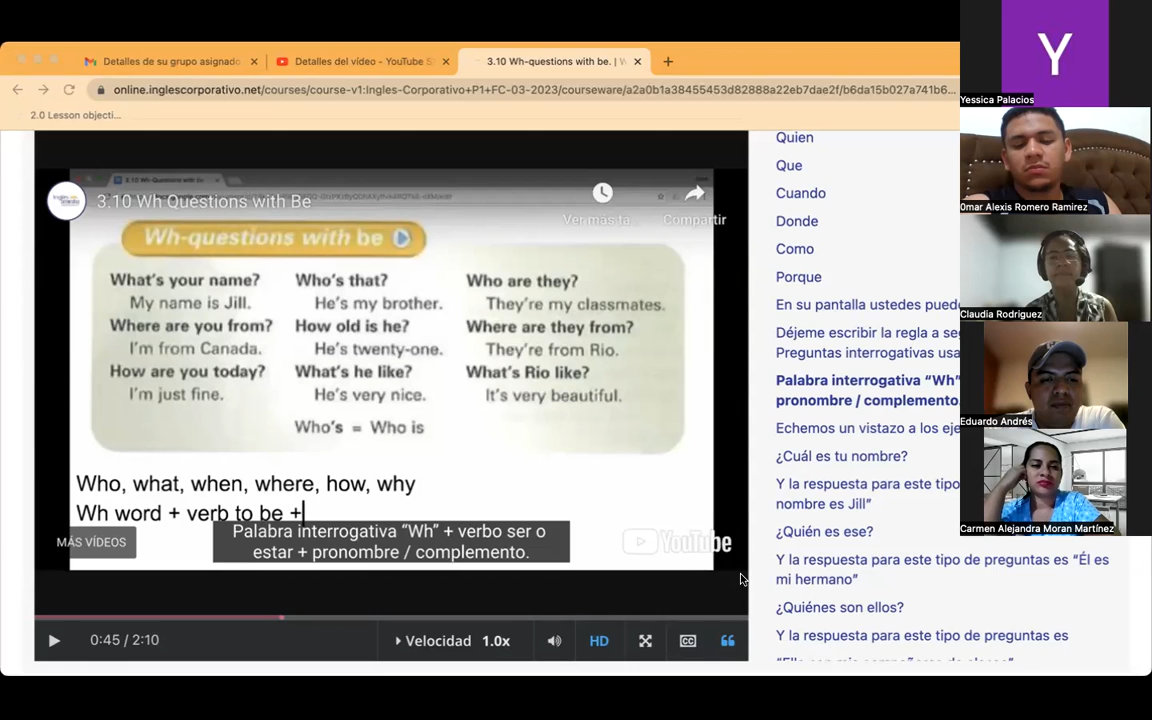 Detalles de su grupo asignado
Detalles del vídeo - YouTube S
3.10 Wh-questions with be. | W
online.inglescorporativo.net/courses/course-v1:Ingles-Corporativo+P1+FC-03-2023/courseware/a2a0b1a38455453d82888a22eb7dae2f/b6da15b027a741b6...
2.0 Lesson objecti...
3.10 Wh Questions with Be
Ver más ta
Compartir
Wh-questions with be
What's your name?
My name is Jill.
Where are you from?
I'm from Canada.
How are you today?
I'm just fine.
Who's that?
He's my brother.
How old is he?
He's twenty-one.
What's he like?
He's very nice.
Who's = Who is
Who are they?
They're my classmates.
Where are they from?
They're from Rio.
What's Rio like?
It's very beautiful.
Who, what, when, where, how, why
Wh word + verb to be +
Palabra interrogativa “Wh” + verbo ser o
estar + pronombre / complemento.
MÁS VÍDEOS
YouTube
0:45 / 2:10
Velocidad 1.0x
HD
CC
Quien
Que
Cuando
Donde
Como
Porque
En su pantalla ustedes puede
Déjeme escribir la regla a seg
Preguntas interrogativas usa
Palabra interrogativa “Wh”
pronombre / complemento.
Echemos un vistazo a los eje
¿Cuál es tu nombre?
Y la respuesta para este tipo
nombre es Jill”
¿Quién es ese?
Y la respuesta para este tipo de preguntas es “Él es
mi hermano”
¿Quiénes son ellos?
Y la respuesta para este tipo de preguntas es
Y
Yessica Palacios
Omar Alexis Romero Ramirez
Claudia Rodriguez
Eduardo Andrés
Carmen Alejandra Moran Martínez